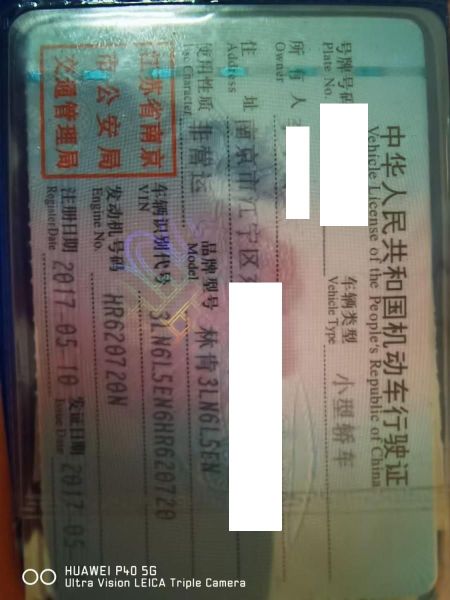 中华人民共和国机动车行驶证
Vehicle License of the People's Republic of China
号牌号码
Plate No.
车辆类型 小型轿车
Vehicle Type
所有人
Owner
住址 南京市江宁区
Address
使用性质 非营运
Use Character
品牌型号 林肯3LN6L5EN
Model
江苏省南京
市公安局
交通管理局
车辆识别代号 3LN6L5EN6HR620720
VIN
发动机号码 HR620720N
Engine No.
注册日期 2017-05-10
Register Date
发证日期 2017-05
Issue Date
HUAWEI P40 5G
Ultra Vision LEICA Triple Camera